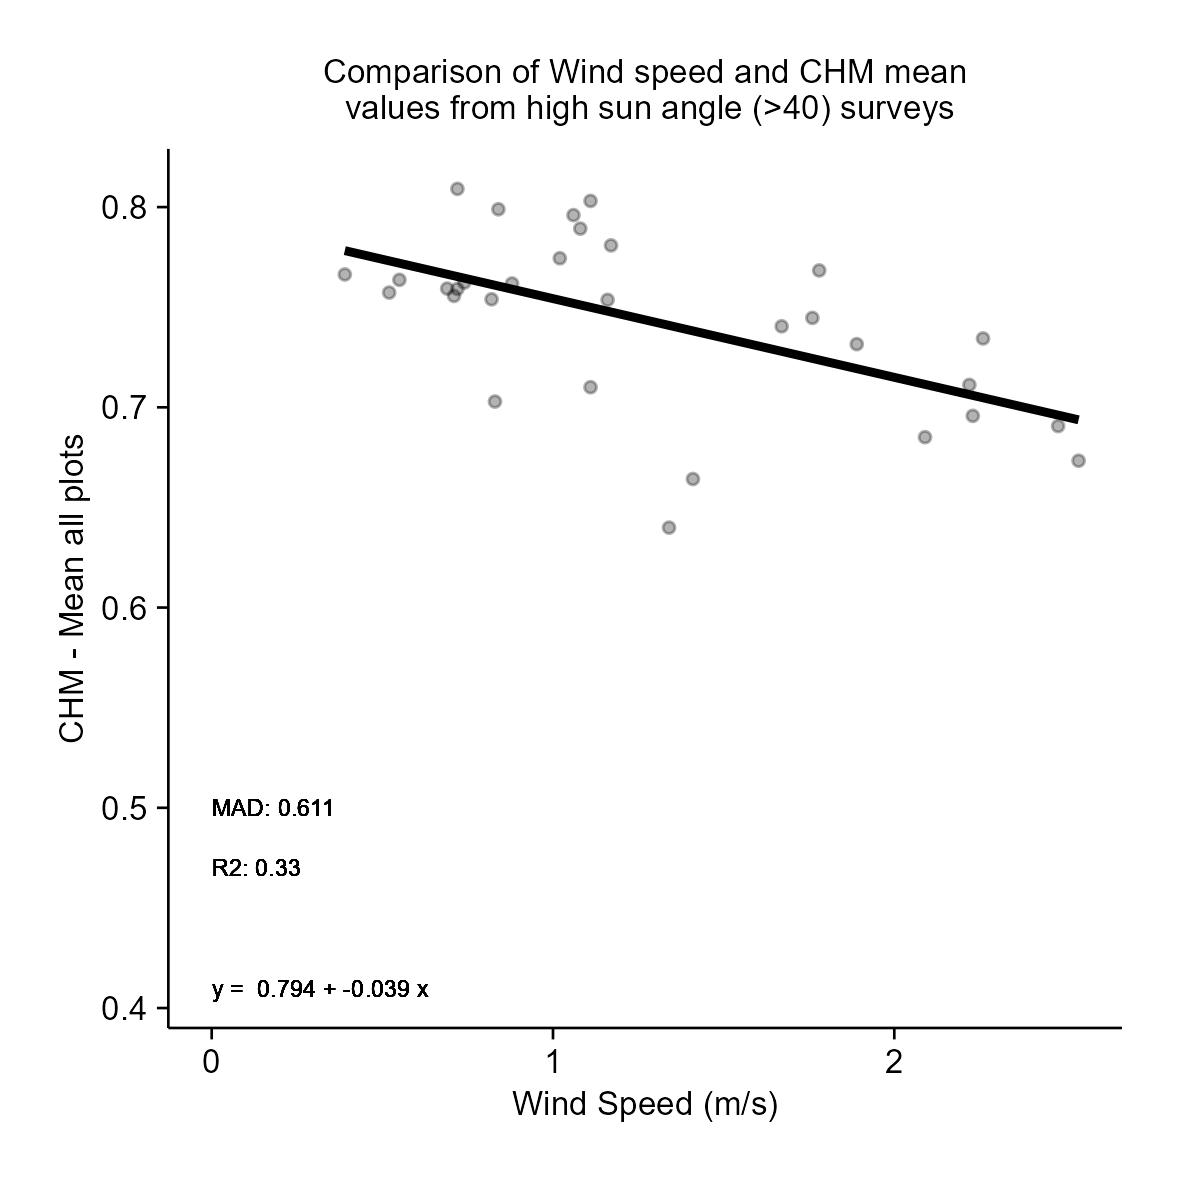 Comparison of Wind speed and CHM mean
values from high sun angle (>40) surveys
0.8
0.7
0.6
0.5
0.4
CHM - Mean all plots
MAD: 0.611
R2: 0.33
y =  0.794 + -0.039 x
0
1
2
Wind Speed (m/s)